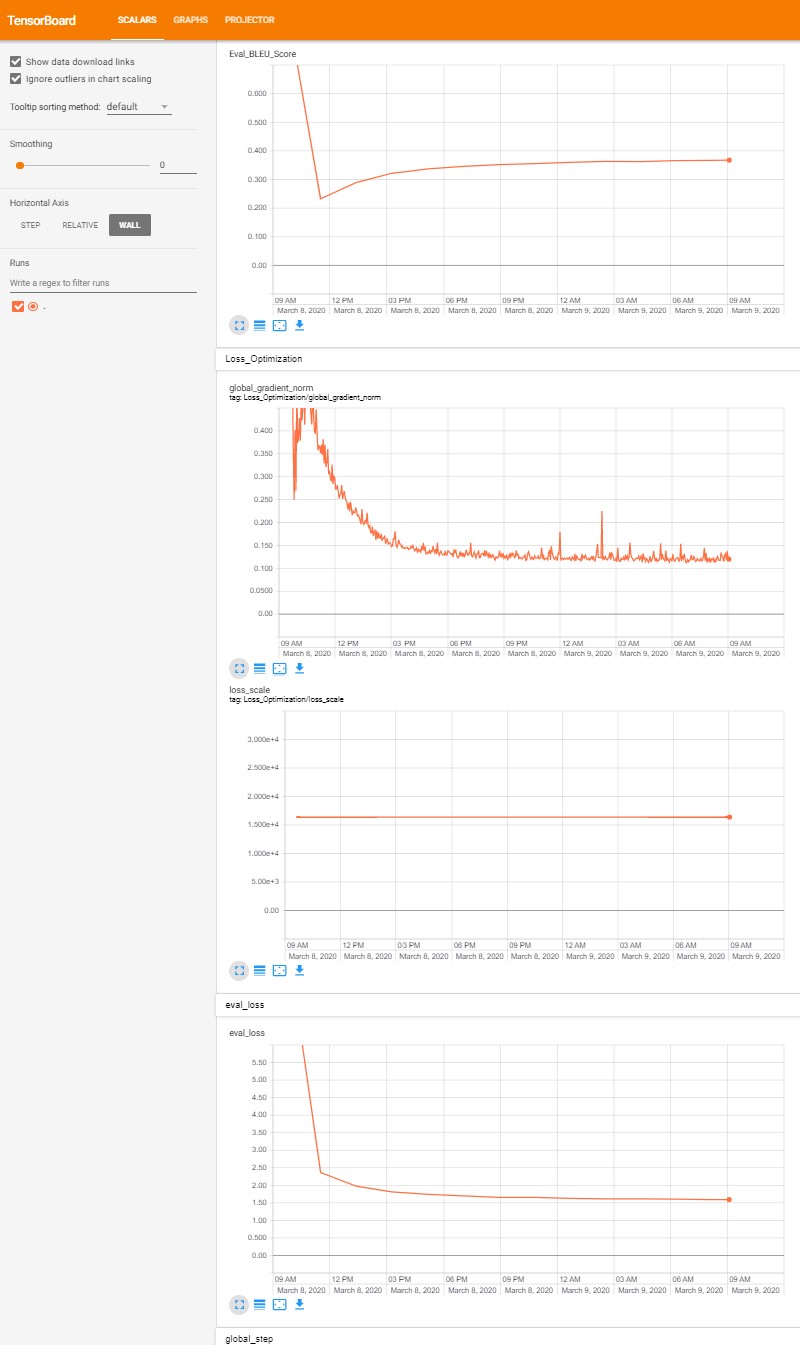 TensorBoard SCALARS GRAPHS PROJECTOR
Show data download links
Ignore outliers in chart scaling
Tooltip sorting method: default
Smoothing
0
Horizontal Axis
STEP RELATIVE WALL
Runs
Write a regex to filter runs
.
Eval_BLEU_Score
0.600
0.500
0.400
0.300
0.200
0.100
0.00
09 AM 12 PM 03 PM 06 PM 09 PM 12 AM 03 AM 06 AM 09 AM
March 8, 2020 March 8, 2020 March 8, 2020 March 8, 2020 March 8, 2020 March 9, 2020 March 9, 2020 March 9, 2020 March 9, 2020
Loss_Optimization
global_gradient_norm
tag: Loss_Optimization/global_gradient_norm
0.400
0.350
0.300
0.250
0.200
0.150
0.100
0.0500
0.00
09 AM 12 PM 03 PM 06 PM 09 PM 12 AM 03 AM 06 AM 09 AM
March 8, 2020 March 8, 2020 March 8, 2020 March 8, 2020 March 8, 2020 March 9, 2020 March 9, 2020 March 9, 2020 March 9, 2020
loss_scale
tag: Loss_Optimization/loss_scale
3.000e+4
2.500e+4
2.000e+4
1.500e+4
1.000e+4
5.00e+3
0.00
09 AM 12 PM 03 PM 06 PM 09 PM 12 AM 03 AM 06 AM 09 AM
March 8, 2020 March 8, 2020 March 8, 2020 March 8, 2020 March 8, 2020 March 9, 2020 March 9, 2020 March 9, 2020 March 9, 2020
eval_loss
eval_loss
5.50
5.00
4.50
4.00
3.50
3.00
2.50
2.00
1.50
1.00
0.500
0.00
09 AM 12 PM 03 PM 06 PM 09 PM 12 AM 03 AM 06 AM 09 AM
March 8, 2020 March 8, 2020 March 8, 2020 March 8, 2020 March 8, 2020 March 9, 2020 March 9, 2020 March 9, 2020 March 9, 2020
global_step